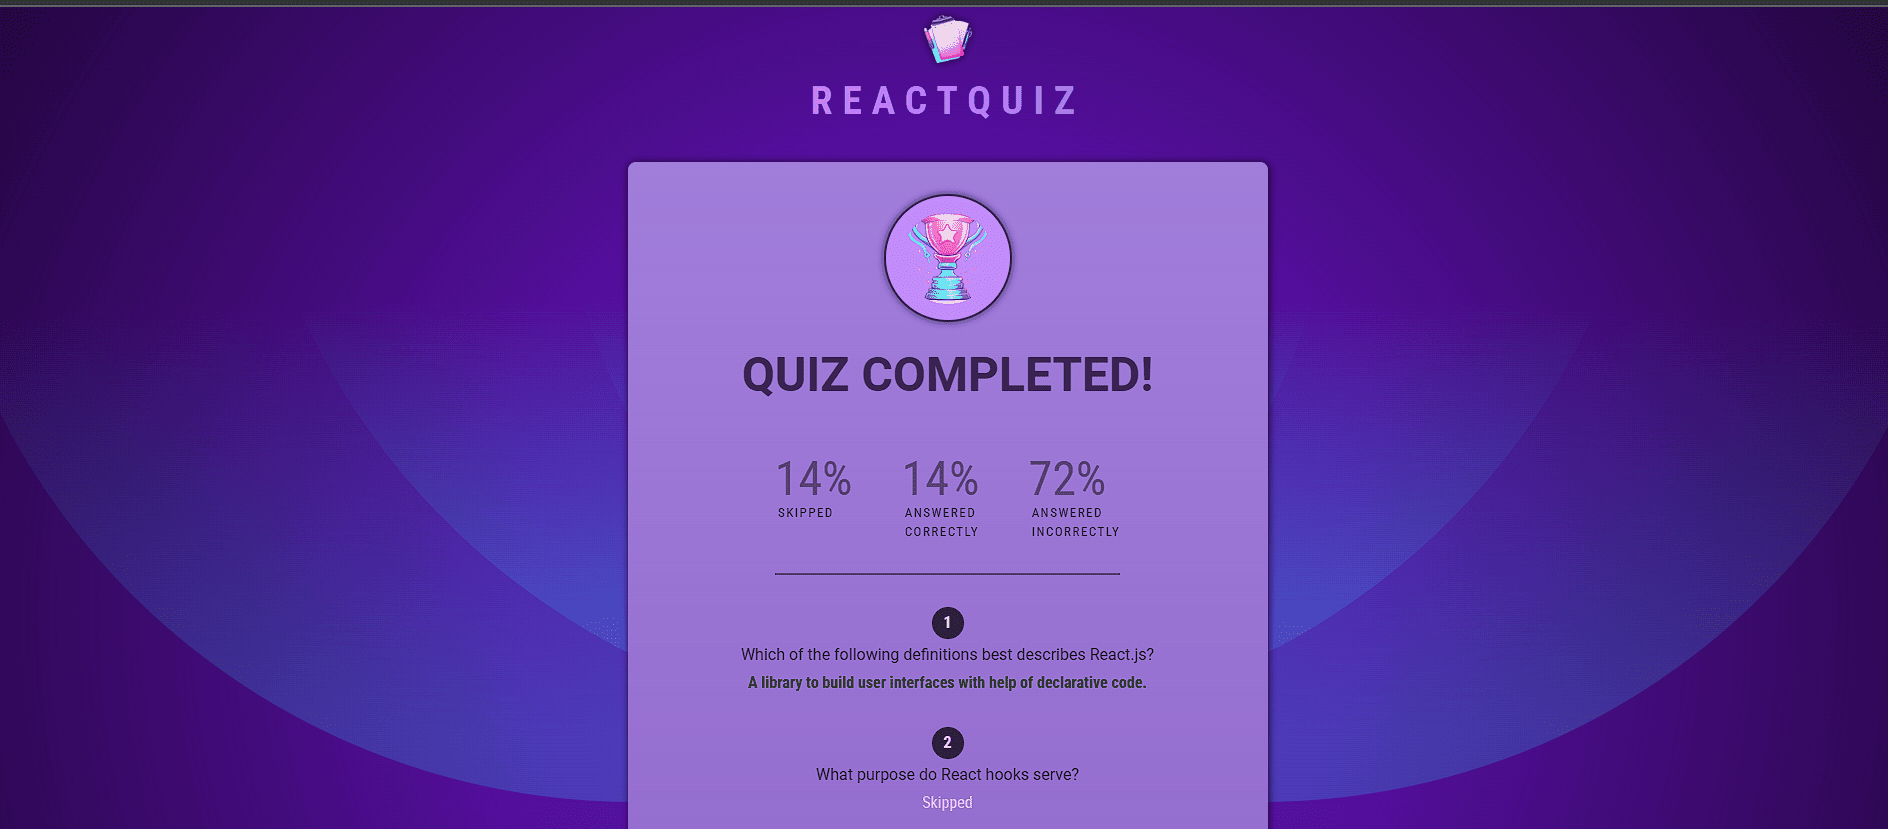 REACTQUIZ
QUIZ COMPLETED!
14% 14% 72%
SKIPPED ANSWERED ANSWERED
CORRECTLY INCORRECTLY
1
Which of the following definitions best describes React.js?
A library to build user interfaces with help of declarative code.
2
What purpose do React hooks serve?
Skipped